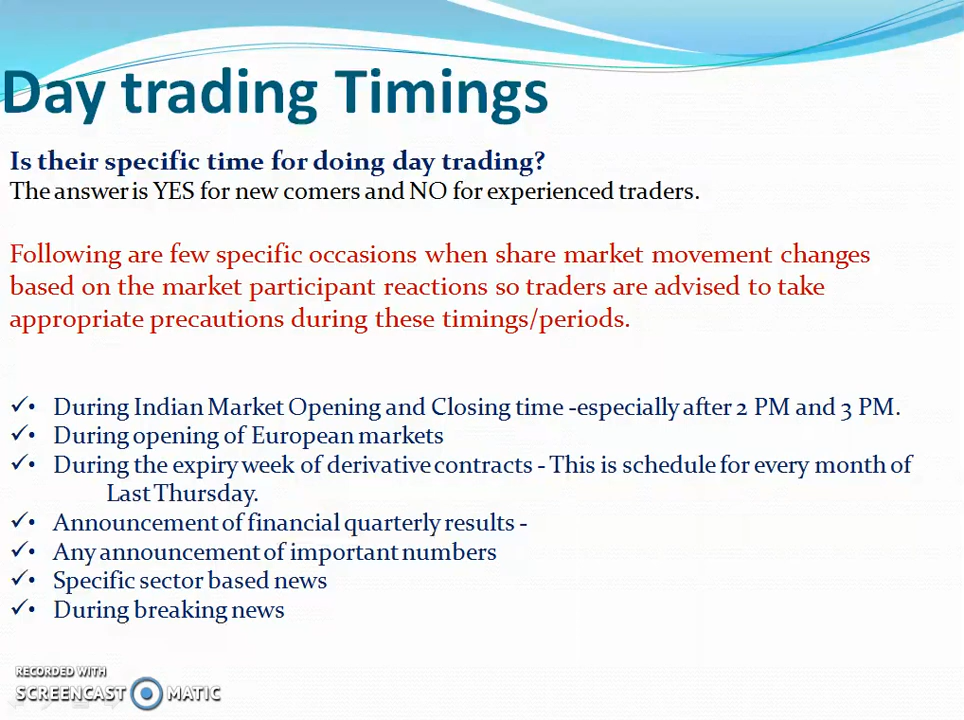 Day trading Timings
Is their specific time for doing day trading?
The answer is YES for new comers and NO for experienced traders.
Following are few specific occasions when share market movement changes
based on the market participant reactions so traders are advised to take
appropriate precautions during these timings/periods.
✓• During Indian Market Opening and Closing time -especially after 2 PM and 3 PM.
✓• During opening of European markets
✓• During the expiry week of derivative contracts - This is schedule for every month of
Last Thursday.
✓• Announcement of financial quarterly results -
✓• Any announcement of important numbers
✓• Specific sector based news
✓• During breaking news
RECORDED WITH
SCREENCAST MATIC